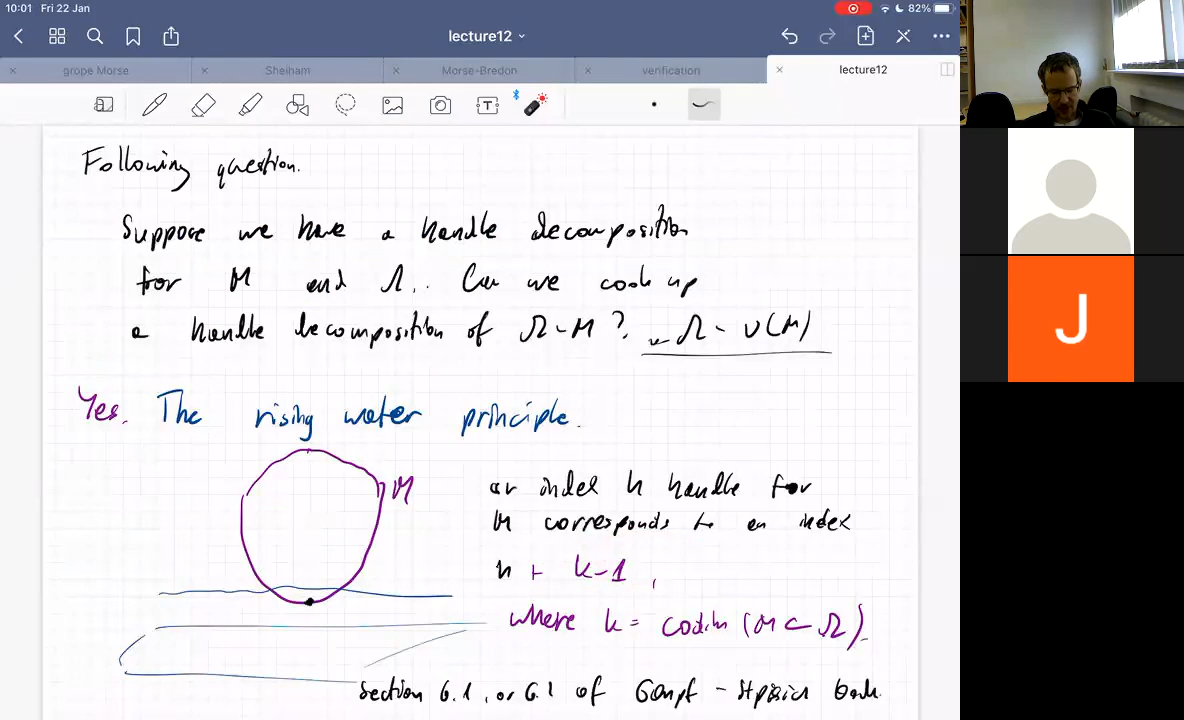 10:01 Fri 22 Jan
82%
lecture12
grope Morse
Sheiham
Morse-Bredon
verification
lecture12
Following question.
Suppose we have a handle decomposition
for M and Ω. Can we cook up
a handle decomposition of Ω - M? Ω - ν(M)
Yes. The rising water principle.
M
an index h handle for
M corresponds to an index
h + k-1,
where k = codim (M ⊂ Ω).
Section 6.1, or 6.2 of Gompf - Stipsicz book
J